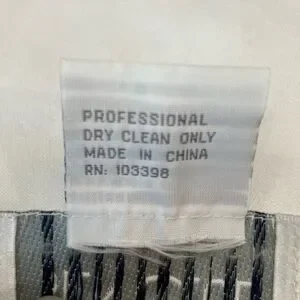 PROFESSIONAL
DRY CLEAN ONLY
MADE IN CHINA
RN: 103398